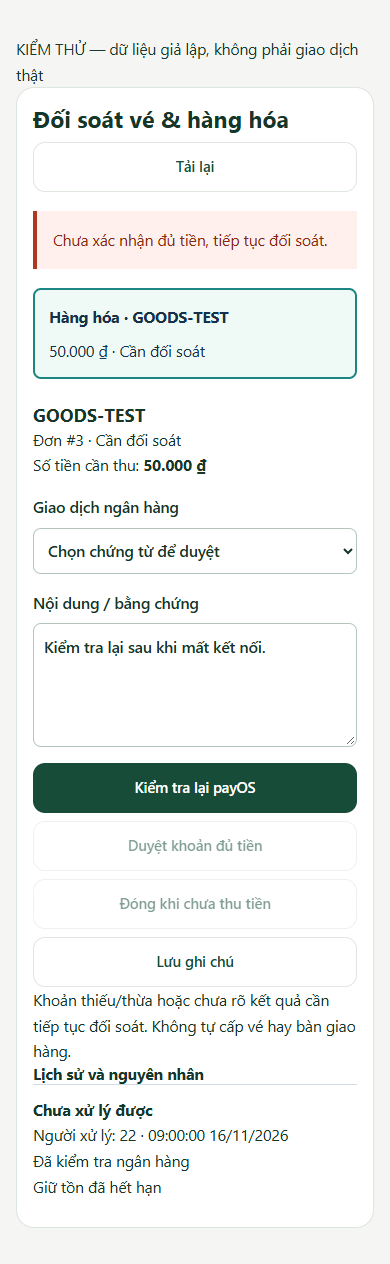 KIỂM THỬ — dữ liệu giả lập, không phải giao dịch
thật
Đối soát vé & hàng hóa
Tải lại
Chưa xác nhận đủ tiền, tiếp tục đối soát.
Hàng hóa · GOODS-TEST
50.000 ₫ · Cần đối soát
GOODS-TEST
Đơn #3 · Cần đối soát
Số tiền cần thu: 50.000 ₫
Giao dịch ngân hàng
Chọn chứng từ để duyệt
Nội dung / bằng chứng
Kiểm tra lại sau khi mất kết nối.
Kiểm tra lại payOS
Duyệt khoản đủ tiền
Đóng khi chưa thu tiền
Lưu ghi chú
Khoản thiếu/thừa hoặc chưa rõ kết quả cần
tiếp tục đối soát. Không tự cấp vé hay bàn giao
hàng.
Lịch sử và nguyên nhân
Chưa xử lý được
Người xử lý: 22 · 09:00:00 16/11/2026
Đã kiểm tra ngân hàng
Giữ tồn đã hết hạn